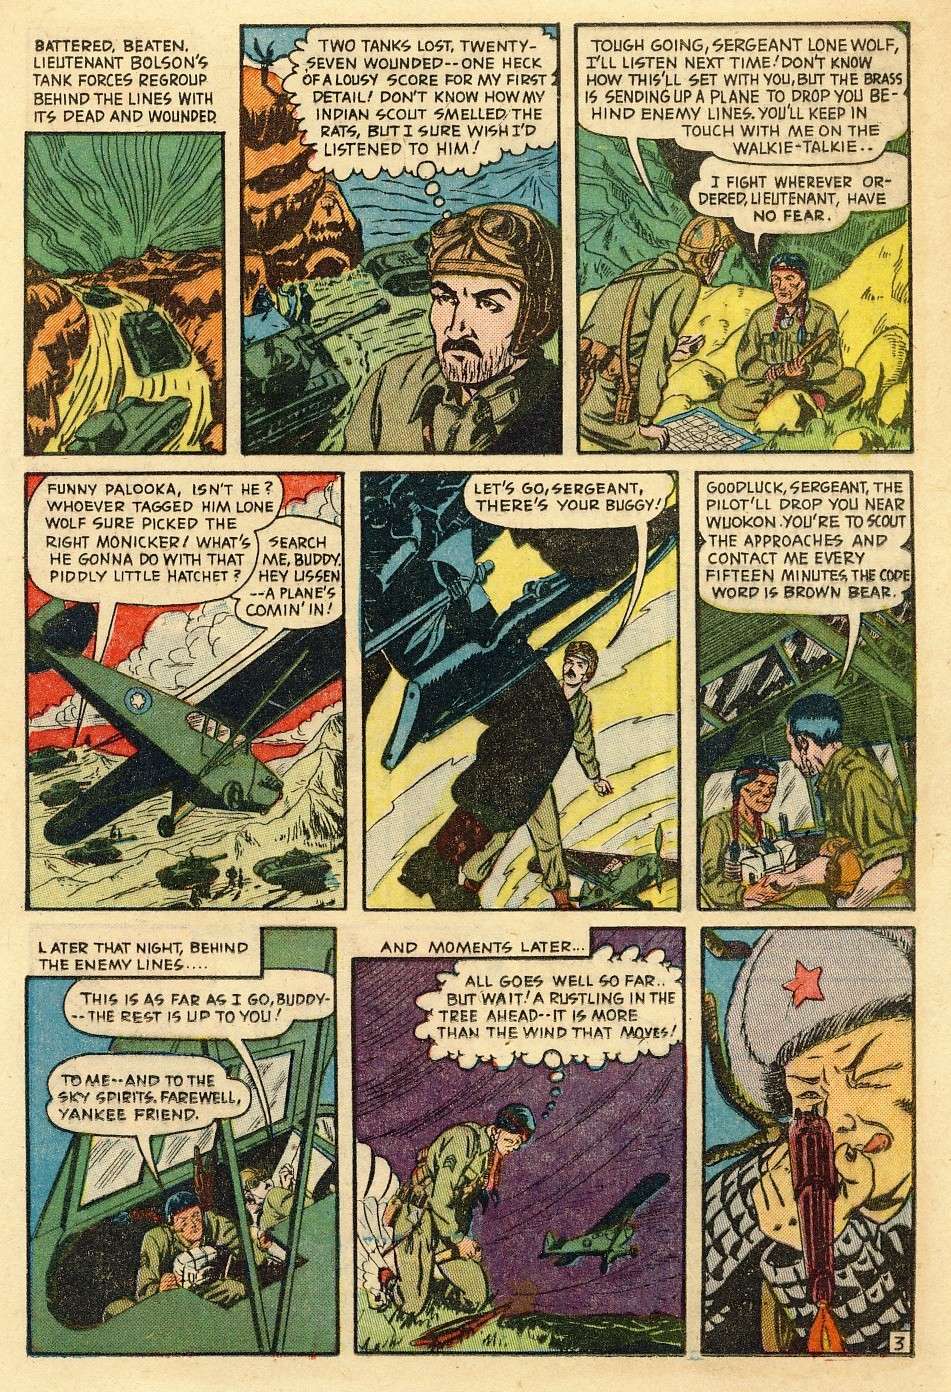 BATTERED, BEATEN,
LIEUTENANT BOLSON'S
TANK FORCES REGROUP
BEHIND THE LINES WITH
ITS DEAD AND WOUNDED.
TWO TANKS LOST, TWENTY-
SEVEN WOUNDED--ONE HECK
OF A LOUSY SCORE FOR MY FIRST
DETAIL! DON'T KNOW HOW MY
INDIAN SCOUT SMELLED THE
RATS, BUT I SURE WISH I'D
LISTENED TO HIM!
TOUGH GOING, SERGEANT LONE WOLF,
I'LL LISTEN NEXT TIME! DON'T KNOW
HOW THIS'LL SET WITH YOU, BUT THE BRASS
IS SENDING UP A PLANE TO DROP YOU BE-
HIND ENEMY LINES. YOU'LL KEEP IN
TOUCH WITH ME ON THE
WALKIE-TALKIE..
I FIGHT WHEREVER OR-
DERED, LIEUTENANT, HAVE
NO FEAR.
FUNNY PALOOKA, ISN'T HE?
WHOEVER TAGGED HIM LONE
WOLF SURE PICKED THE
RIGHT MONICKER! WHAT'S
HE GONNA DO WITH THAT
PIDDLY LITTLE HATCHET?
SEARCH
ME, BUDDY.
HEY LISSEN
--A PLANE'S
COMIN' IN!
LET'S GO, SERGEANT,
THERE'S YOUR BUGGY!
GOODLUCK, SERGEANT, THE
PILOT'LL DROP YOU NEAR
WUOKON. YOU'RE TO SCOUT
THE APPROACHES AND
CONTACT ME EVERY
FIFTEEN MINUTES. THE CODE
WORD IS BROWN BEAR.
LATER THAT NIGHT, BEHIND
THE ENEMY LINES....
THIS IS AS FAR AS I GO, BUDDY-
--THE REST IS UP TO YOU!
TO ME--AND TO THE
SKY SPIRITS. FAREWELL,
YANKEE FRIEND.
AND MOMENTS LATER...
ALL GOES WELL SO FAR..
BUT WAIT! A RUSTLING IN THE
TREE AHEAD--IT IS MORE
THAN THE WIND THAT MOVES!
3